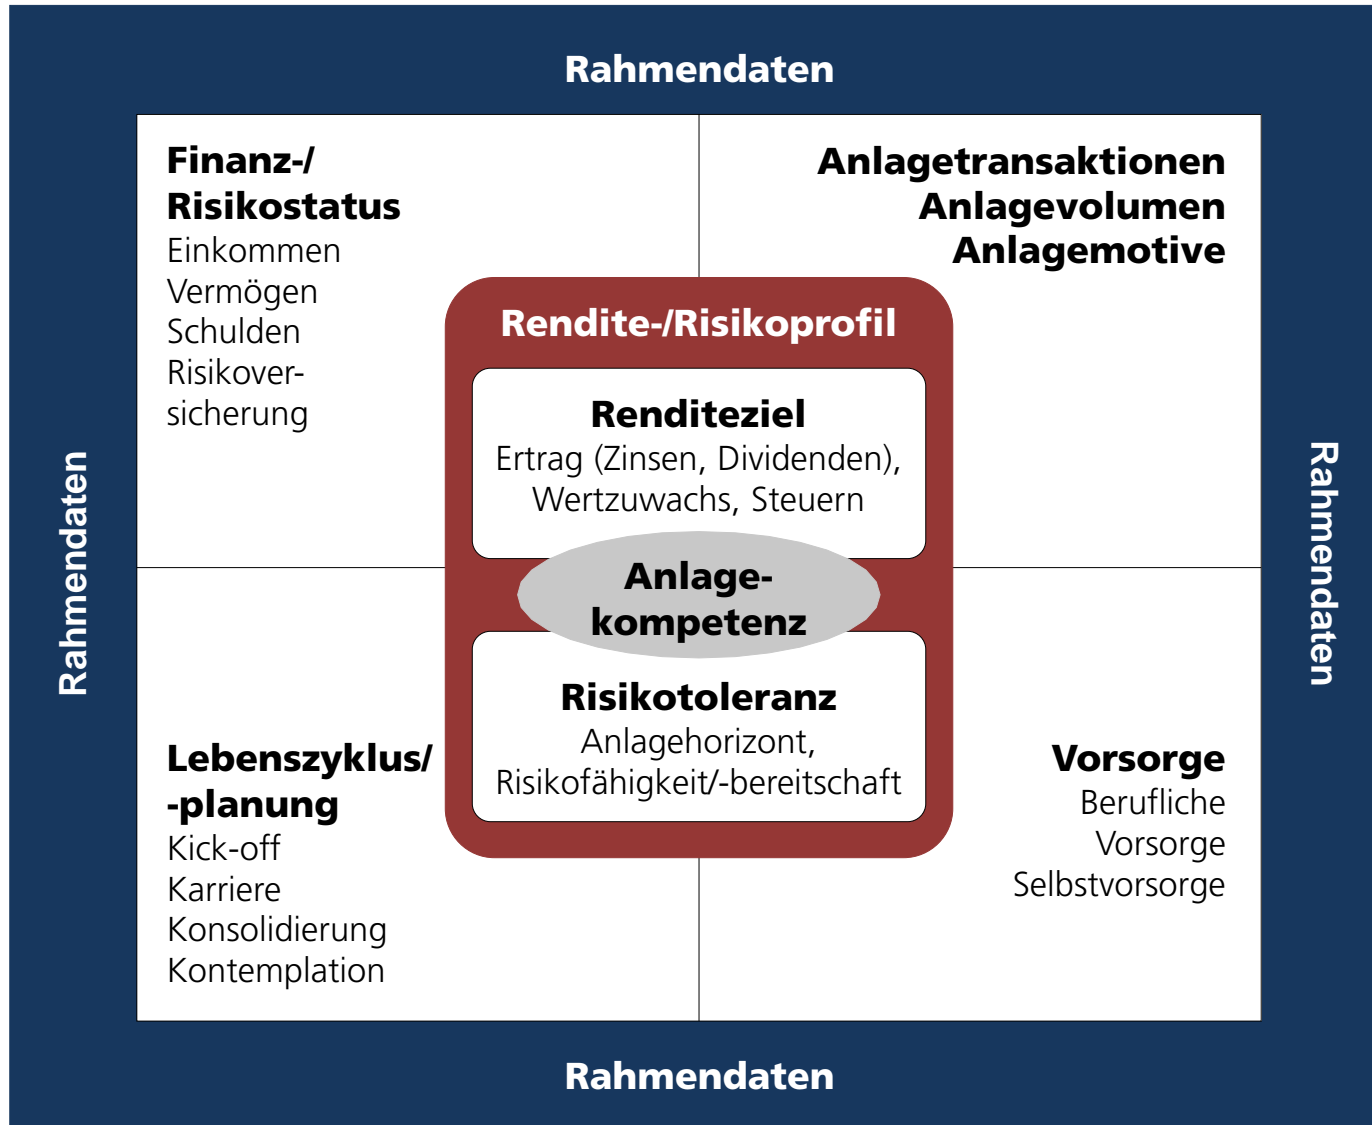 Rahmendaten
Finanz-/
Risikostatus
Einkommen
Vermögen
Schulden
Risikover-
sicherung
Anlagetransaktionen
Anlagevolumen
Anlagemotive
Rendite-/Risikoprofil
Renditeziel
Ertrag (Zinsen, Dividenden),
Wertzuwachs, Steuern
Anlage-
kompetenz
Risikotoleranz
Anlagehorizont,
Risikofähigkeit/-bereitschaft
Rahmendaten
Rahmendaten
Lebenszyklus/
-planung
Kick-off
Karriere
Konsolidierung
Kontemplation
Vorsorge
Berufliche
Vorsorge
Selbstvorsorge
Rahmendaten